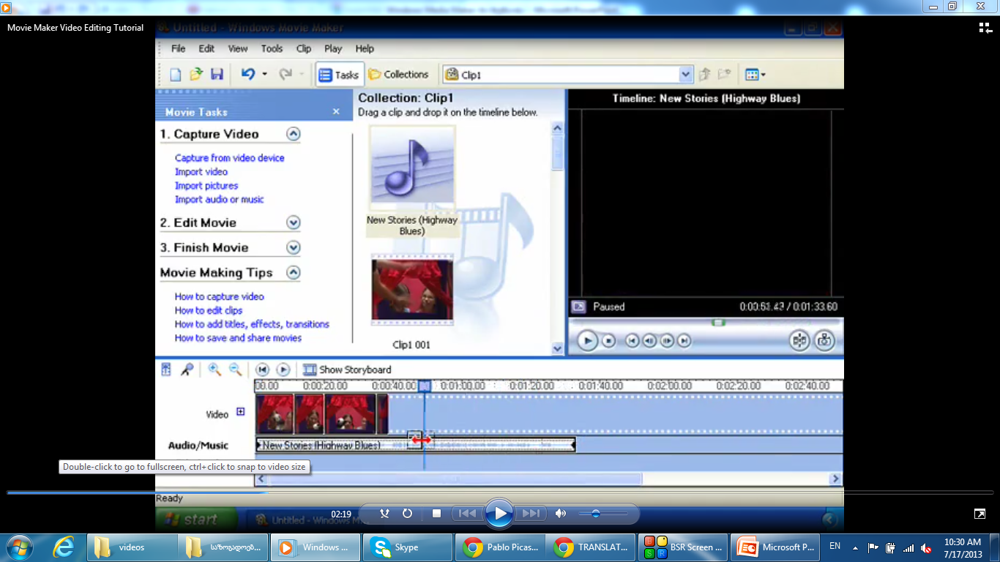 Movie Maker Video Editing Tutorial
Untitled - Windows Movie Maker
File Edit View Tools Clip Play Help
Tasks Collections Clip1
Movie Tasks
1. Capture Video
Capture from video device
Import video
Import pictures
Import audio or music
2. Edit Movie
3. Finish Movie
Movie Making Tips
How to capture video
How to edit clips
How to add titles, effects, transitions
How to save and share movies
Collection: Clip1
Drag a clip and drop it on the timeline below.
New Stories (Highway
Blues)
Clip1 001
Timeline: New Stories (Highway Blues)
Paused 0:01:33.60
Show Storyboard
00.00 0:00:20.00 0:00:40.00 0:01:00.00 0:01:20.00 0:01:40.00 0:02:00.00 0:02:20.00 0:02:40.00
Video
Audio/Music New Stories (Highway Blues)
Double-click to go to fullscreen, ctrl+click to snap to video size
Ready
02:19
start Untitled - Windows M
videos საზოგადოებ... Windows ... Skype Pablo Picas... TRANSLAT... BSR Screen ... Microsoft P... EN 10:30 AM
7/17/2013